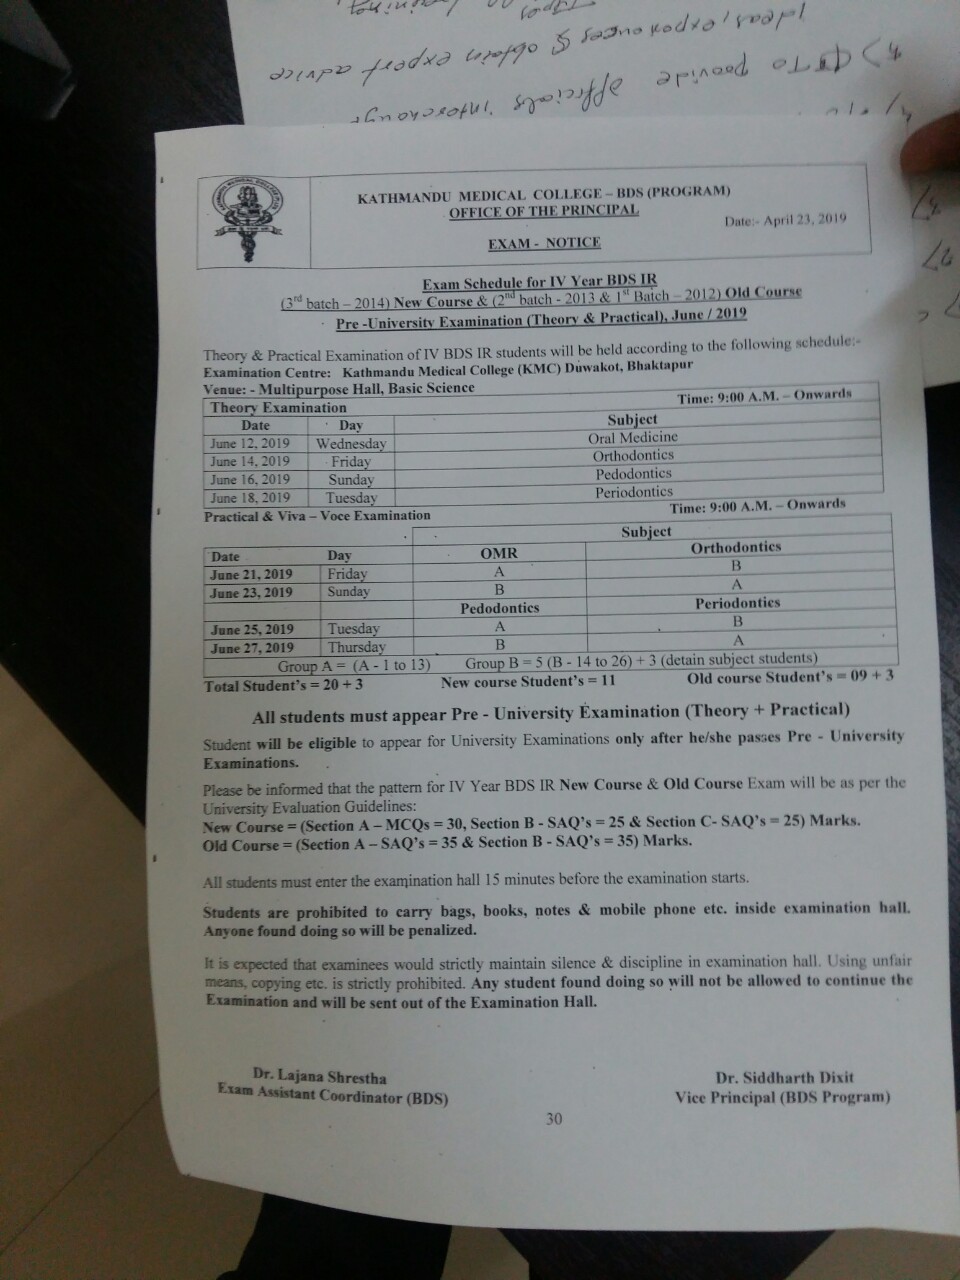 Ideas, experiences & obtain expert advice
To provide officials interchange
KATHMANDU MEDICAL COLLEGE – BDS (PROGRAM)
OFFICE OF THE PRINCIPAL
Date:- April 23, 2019
EXAM - NOTICE
Exam Schedule for IV Year BDS IR
(3rd batch – 2014) New Course & (2nd batch - 2013 & 1st Batch – 2012) Old Course
Pre -University Examination (Theory & Practical), June / 2019
Theory & Practical Examination of IV BDS IR students will be held according to the following schedule:-
Examination Centre: Kathmandu Medical College (KMC) Duwakot, Bhaktapur
Venue: - Multipurpose Hall, Basic Science
Theory Examination Time: 9:00 A.M. – Onwards
Date Day Subject
June 12, 2019 Wednesday Oral Medicine
June 14, 2019 Friday Orthodontics
June 16, 2019 Sunday Pedodontics
June 18, 2019 Tuesday Periodontics
Practical & Viva – Voce Examination Time: 9:00 A.M. – Onwards
Subject
Date Day OMR Orthodontics
June 21, 2019 Friday A B
June 23, 2019 Sunday B A
Pedodontics Periodontics
June 25, 2019 Tuesday A B
June 27, 2019 Thursday B A
Group A = (A - 1 to 13) Group B = 5 (B - 14 to 26) + 3 (detain subject students)
Total Student's = 20 + 3 New course Student's = 11 Old course Student's = 09 + 3
All students must appear Pre - University Examination (Theory + Practical)
Student will be eligible to appear for University Examinations only after he/she passes Pre - University
Examinations.
Please be informed that the pattern for IV Year BDS IR New Course & Old Course Exam will be as per the
University Evaluation Guidelines:
New Course = (Section A – MCQs = 30, Section B - SAQ's = 25 & Section C- SAQ's = 25) Marks.
Old Course = (Section A – SAQ's = 35 & Section B - SAQ's = 35) Marks.
All students must enter the examination hall 15 minutes before the examination starts.
Students are prohibited to carry bags, books, notes & mobile phone etc. inside examination hall.
Anyone found doing so will be penalized.
It is expected that examinees would strictly maintain silence & discipline in examination hall. Using unfair
means, copying etc. is strictly prohibited. Any student found doing so will not be allowed to continue the
Examination and will be sent out of the Examination Hall.
Dr. Lajana Shrestha Dr. Siddharth Dixit
Exam Assistant Coordinator (BDS) Vice Principal (BDS Program)
30